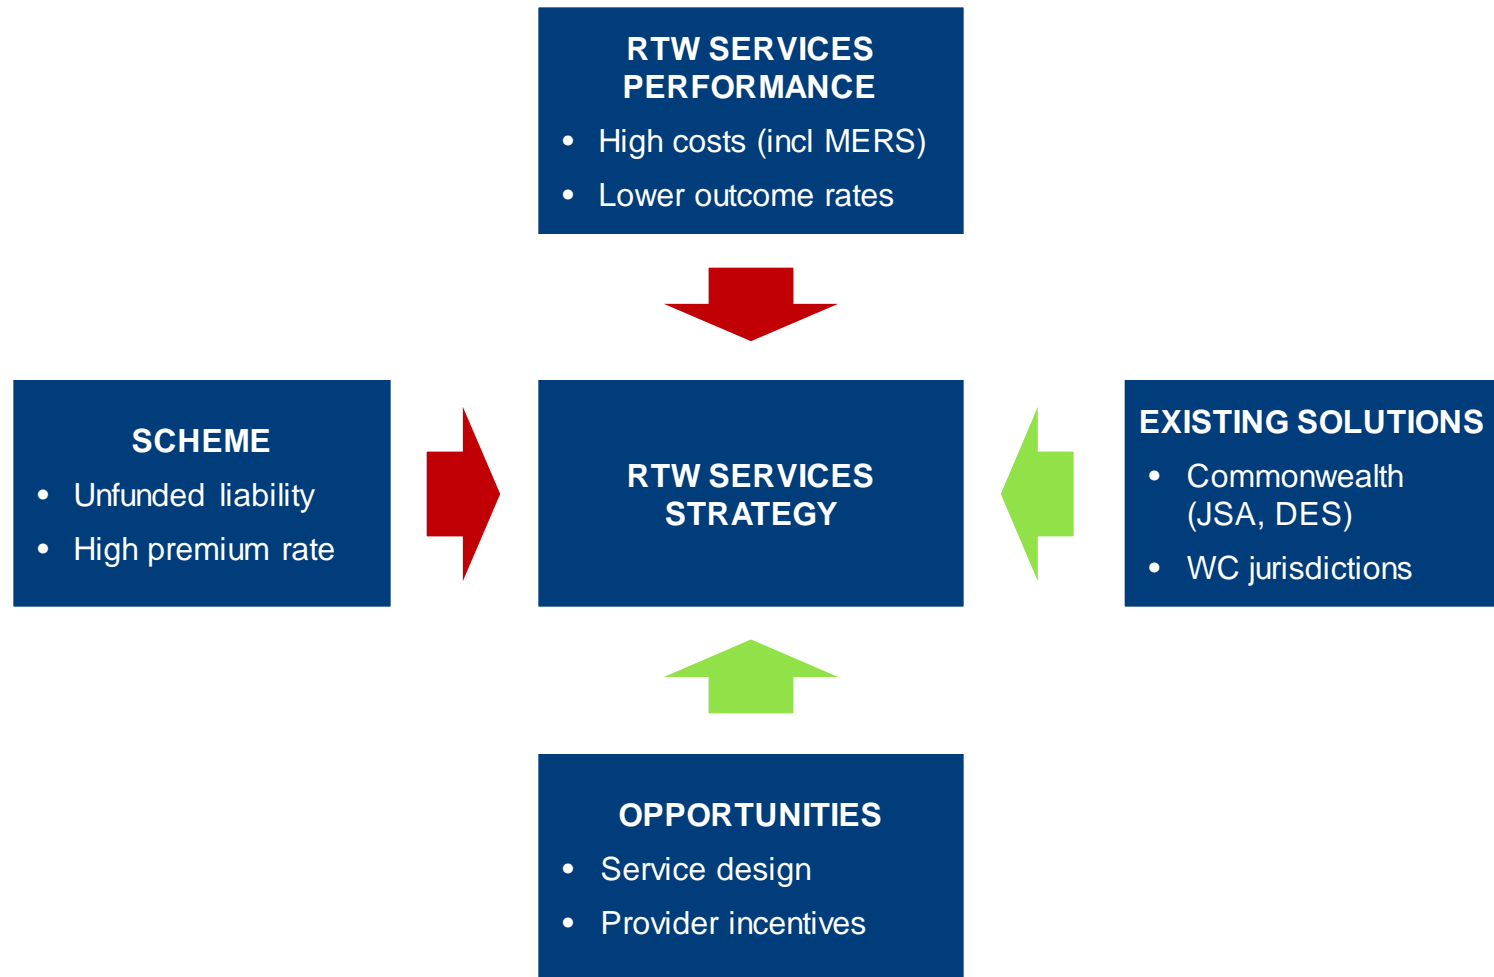 RTW SERVICES
PERFORMANCE
• High costs (incl MERS)
• Lower outcome rates
SCHEME
• Unfunded liability
• High premium rate
RTW SERVICES
STRATEGY
EXISTING SOLUTIONS
• Commonwealth
(JSA, DES)
• WC jurisdictions
OPPORTUNITIES
• Service design
• Provider incentives